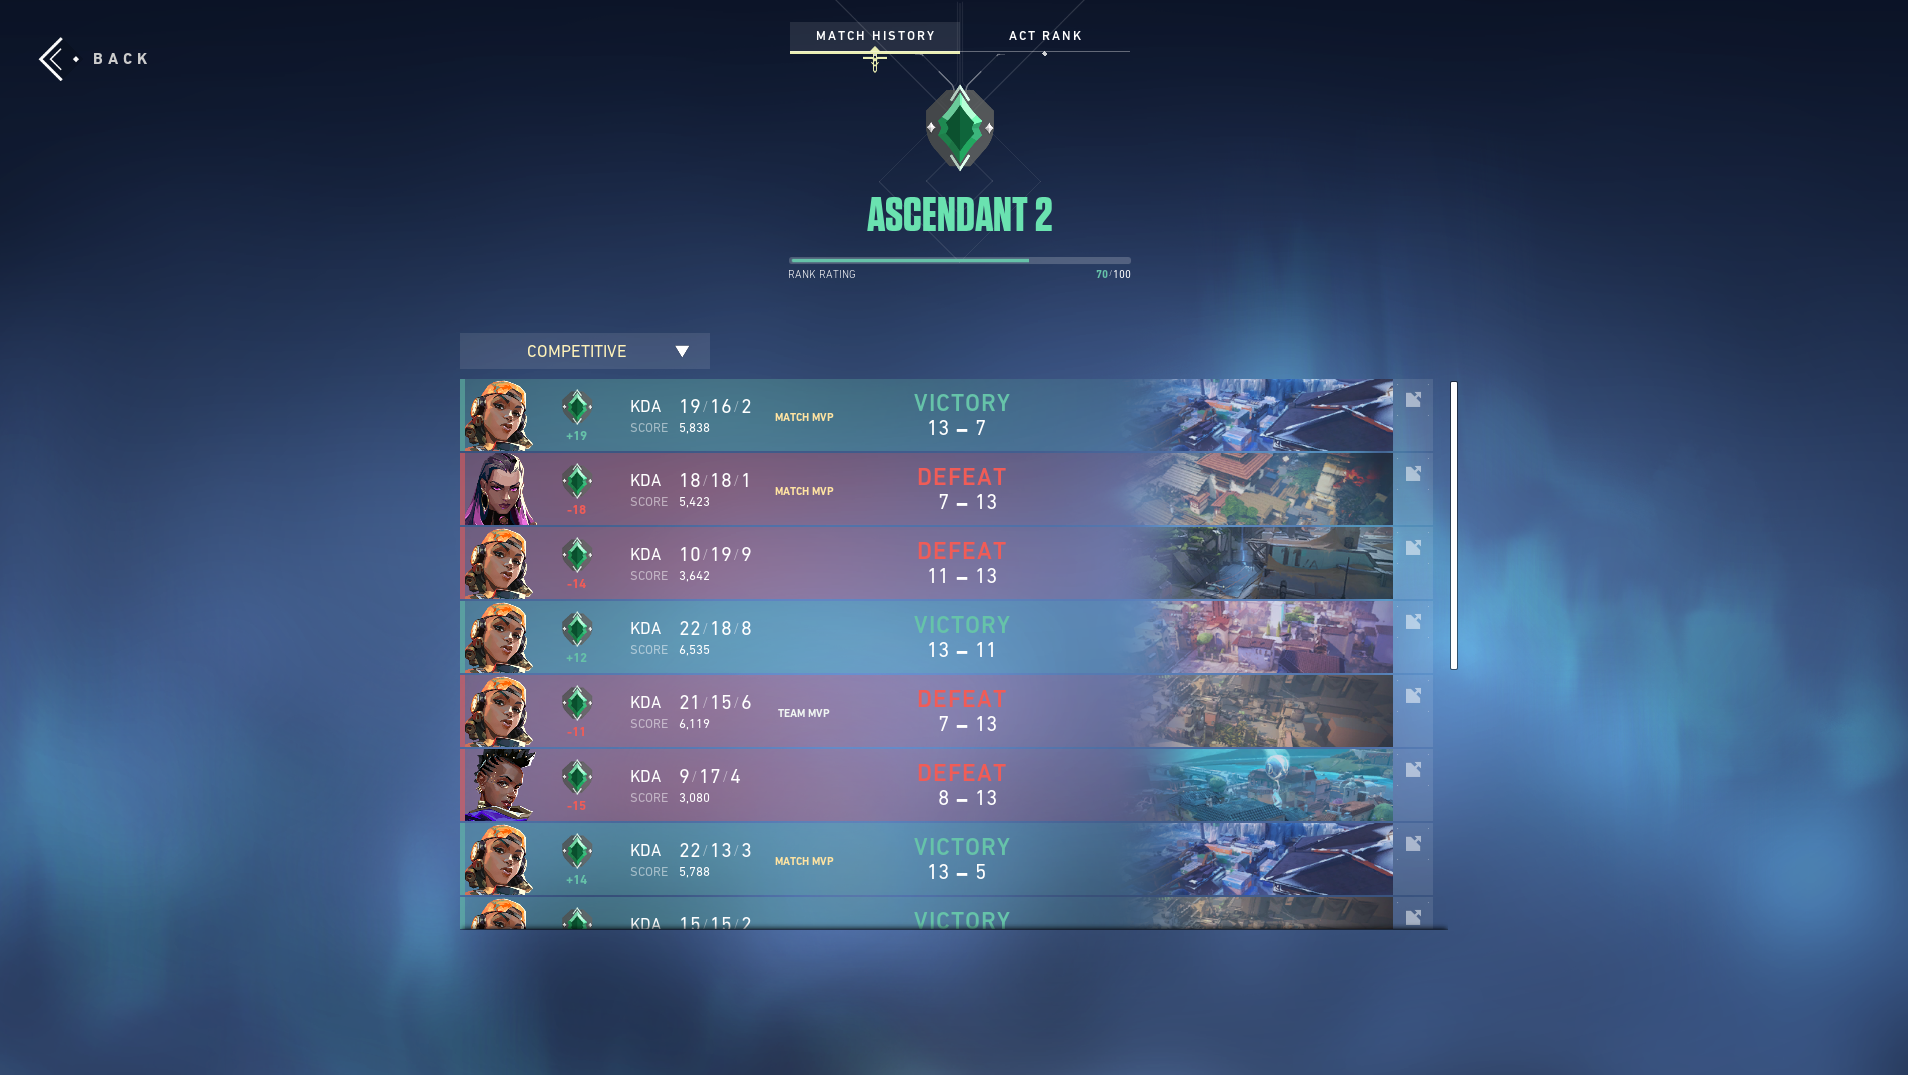 BACK
MATCH HISTORY
ACT RANK
ASCENDANT 2
RANK RATING 70/100
COMPETITIVE
+19
KDA 19/16/2
SCORE 5,838
MATCH MVP
VICTORY
13 – 7
-18
KDA 18/18/1
SCORE 5,423
MATCH MVP
DEFEAT
7 – 13
-14
KDA 10/19/9
SCORE 3,642
DEFEAT
11 – 13
+12
KDA 22/18/8
SCORE 6,535
VICTORY
13 – 11
-11
KDA 21/15/6
SCORE 6,119
TEAM MVP
DEFEAT
7 – 13
-15
KDA 9/17/4
SCORE 3,080
DEFEAT
8 – 13
+14
KDA 22/13/3
SCORE 5,788
MATCH MVP
VICTORY
13 – 5
KDA 15/15/2
VICTORY